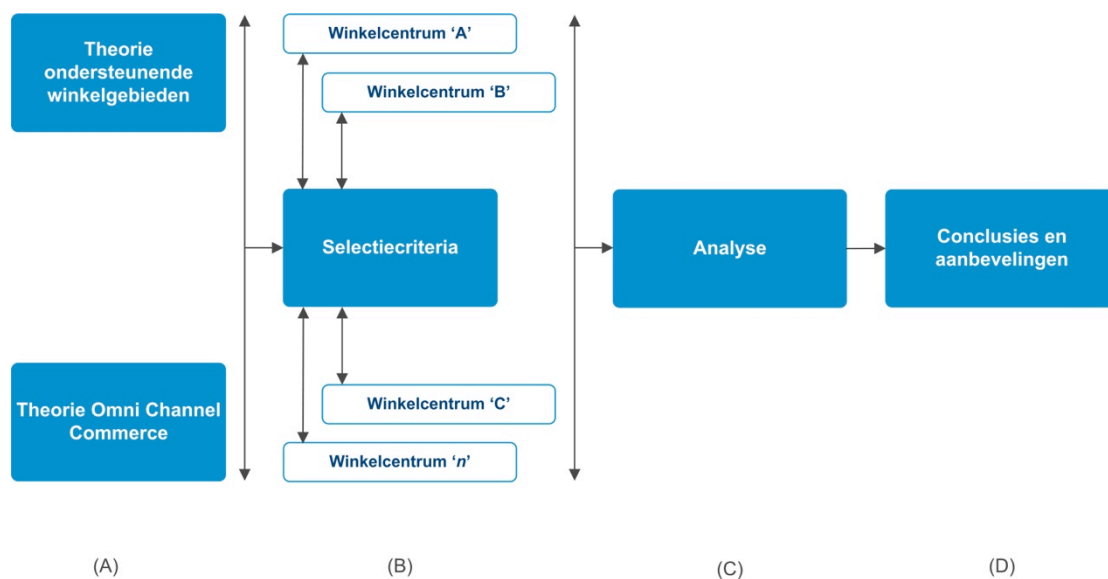 Theorie
ondersteunende
winkelgebieden
Theorie Omni Channel
Commerce
Winkelcentrum ‘A’
Winkelcentrum ‘B’
Selectiecriteria
Winkelcentrum ‘C’
Winkelcentrum ‘n’
Analyse
Conclusies en
aanbevelingen
(A)
(B)
(C)
(D)